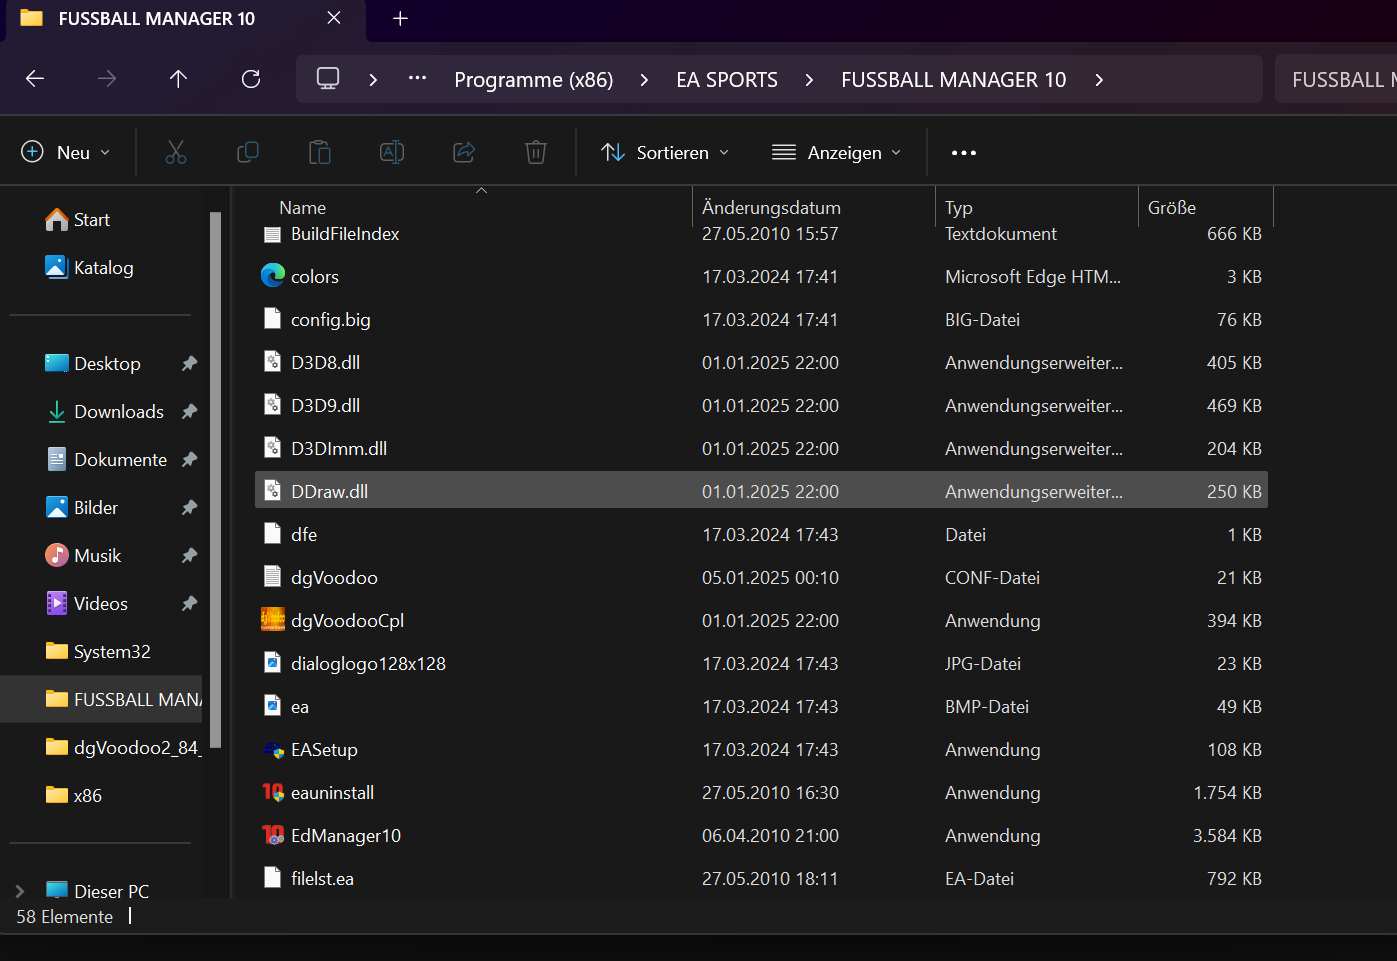 FUSSBALL MANAGER 10
Programme (x86) EA SPORTS FUSSBALL MANAGER 10 FUSSBALL
Neu Sortieren Anzeigen
Name Änderungsdatum Typ Größe
BuildFileIndex 27.05.2010 15:57 Textdokument 666 KB
colors 17.03.2024 17:41 Microsoft Edge HTM... 3 KB
config.big 17.03.2024 17:41 BIG-Datei 76 KB
D3D8.dll 01.01.2025 22:00 Anwendungserweiter... 405 KB
D3D9.dll 01.01.2025 22:00 Anwendungserweiter... 469 KB
D3DImm.dll 01.01.2025 22:00 Anwendungserweiter... 204 KB
DDraw.dll 01.01.2025 22:00 Anwendungserweiter... 250 KB
dfe 17.03.2024 17:43 Datei 1 KB
dgVoodoo 05.01.2025 00:10 CONF-Datei 21 KB
dgVoodooCpl 01.01.2025 22:00 Anwendung 394 KB
dialoglogo128x128 17.03.2024 17:43 JPG-Datei 23 KB
ea 17.03.2024 17:43 BMP-Datei 49 KB
EASetup 17.03.2024 17:43 Anwendung 108 KB
eauninstall 27.05.2010 16:30 Anwendung 1.754 KB
EdManager10 06.04.2010 21:00 Anwendung 3.584 KB
filelst.ea 27.05.2010 18:11 EA-Datei 792 KB
Start
Katalog
Desktop
Downloads
Dokumente
Bilder
Musik
Videos
System32
FUSSBALL MANA
dgVoodoo2_84_
x86
Dieser PC
58 Elemente